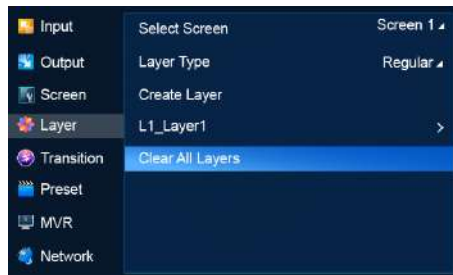 Input
Output
Screen
Layer
Transition
Preset
MVR
Network
Select Screen Screen 1
Layer Type Regular
Create Layer
L1_Layer1 >
Clear All Layers